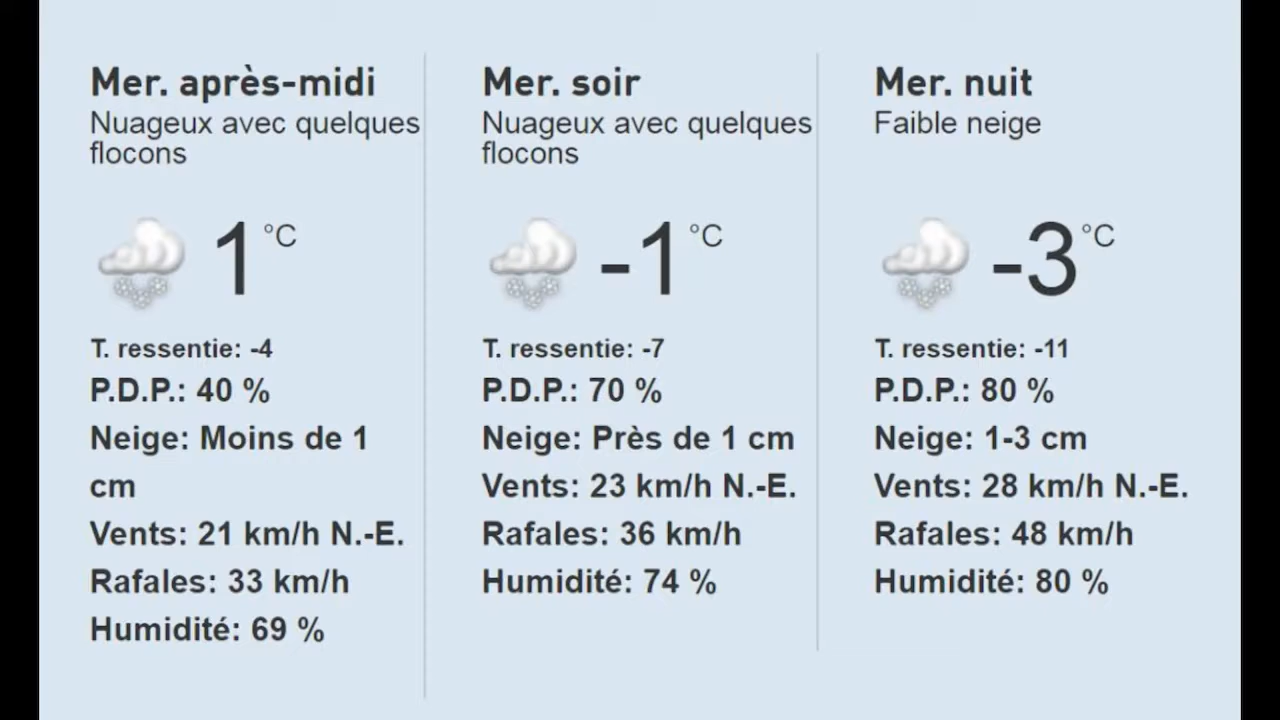 Mer. après-midi
Nuageux avec quelques
flocons
1 °C
T. ressentie: -4
P.D.P.: 40 %
Neige: Moins de 1
cm
Vents: 21 km/h N.-E.
Rafales: 33 km/h
Humidité: 69 %
Mer. soir
Nuageux avec quelques
flocons
-1 °C
T. ressentie: -7
P.D.P.: 70 %
Neige: Près de 1 cm
Vents: 23 km/h N.-E.
Rafales: 36 km/h
Humidité: 74 %
Mer. nuit
Faible neige
-3 °C
T. ressentie: -11
P.D.P.: 80 %
Neige: 1-3 cm
Vents: 28 km/h N.-E.
Rafales: 48 km/h
Humidité: 80 %